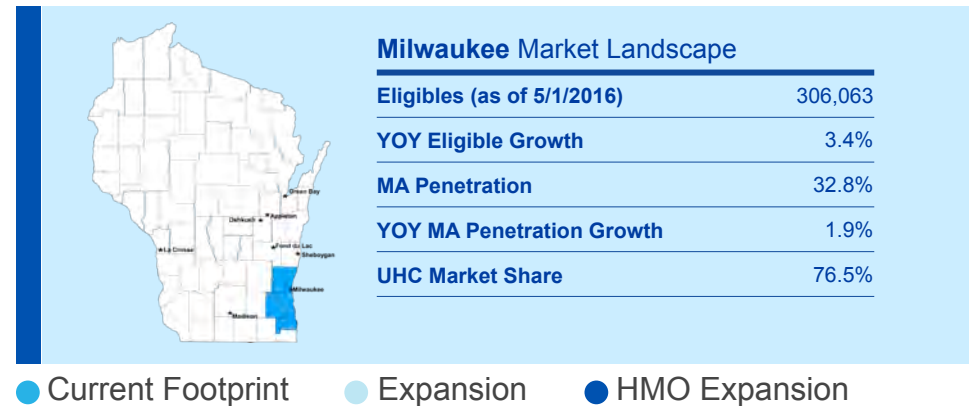 Milwaukee Market Landscape
Eligibles (as of 5/1/2016) 306,063
YOY Eligible Growth 3.4%
MA Penetration 32.8%
YOY MA Penetration Growth 1.9%
UHC Market Share 76.5%
Green Bay
Appleton
Oshkosh
Fond du Lac
La Crosse
Sheboygan
Milwaukee
Madison
Current Footprint
Expansion
HMO Expansion